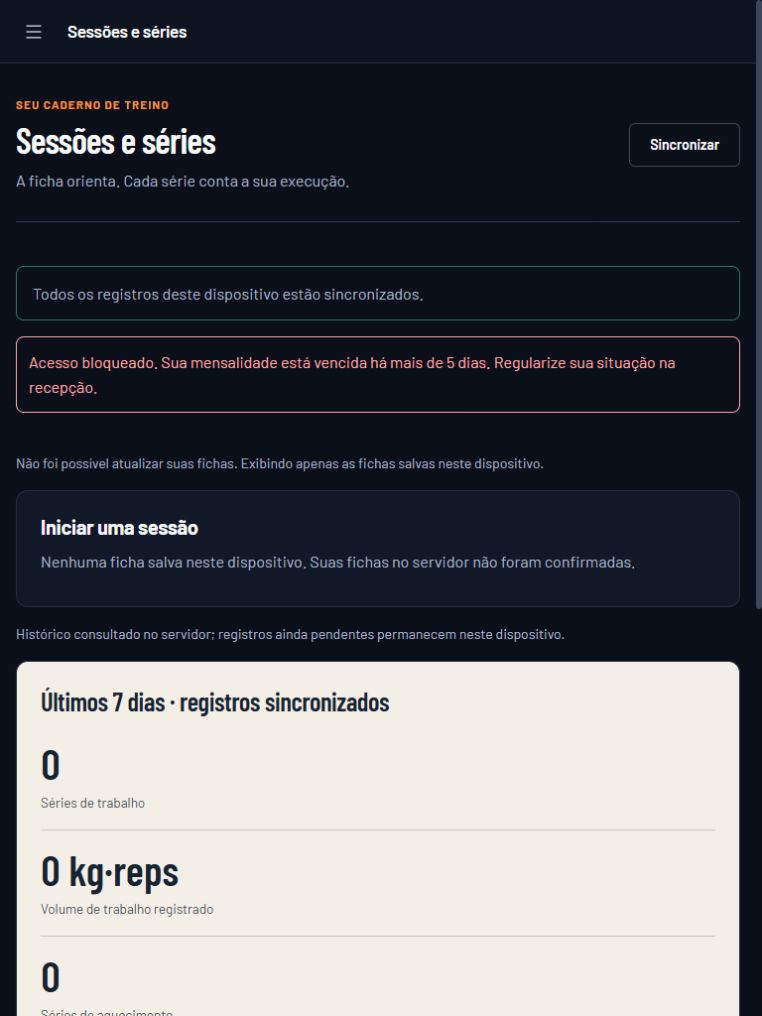 Sessões e séries
SEU CADERNO DE TREINO
Sessões e séries
Sincronizar
A ficha orienta. Cada série conta a sua execução.
Todos os registros deste dispositivo estão sincronizados.
Acesso bloqueado. Sua mensalidade está vencida há mais de 5 dias. Regularize sua situação na
recepção.
Não foi possível atualizar suas fichas. Exibindo apenas as fichas salvas neste dispositivo.
Iniciar uma sessão
Nenhuma ficha salva neste dispositivo. Suas fichas no servidor não foram confirmadas.
Histórico consultado no servidor; registros ainda pendentes permanecem neste dispositivo.
Últimos 7 dias · registros sincronizados
0
Séries de trabalho
0 kg·reps
Volume de trabalho registrado
0
Séries de aquecimento